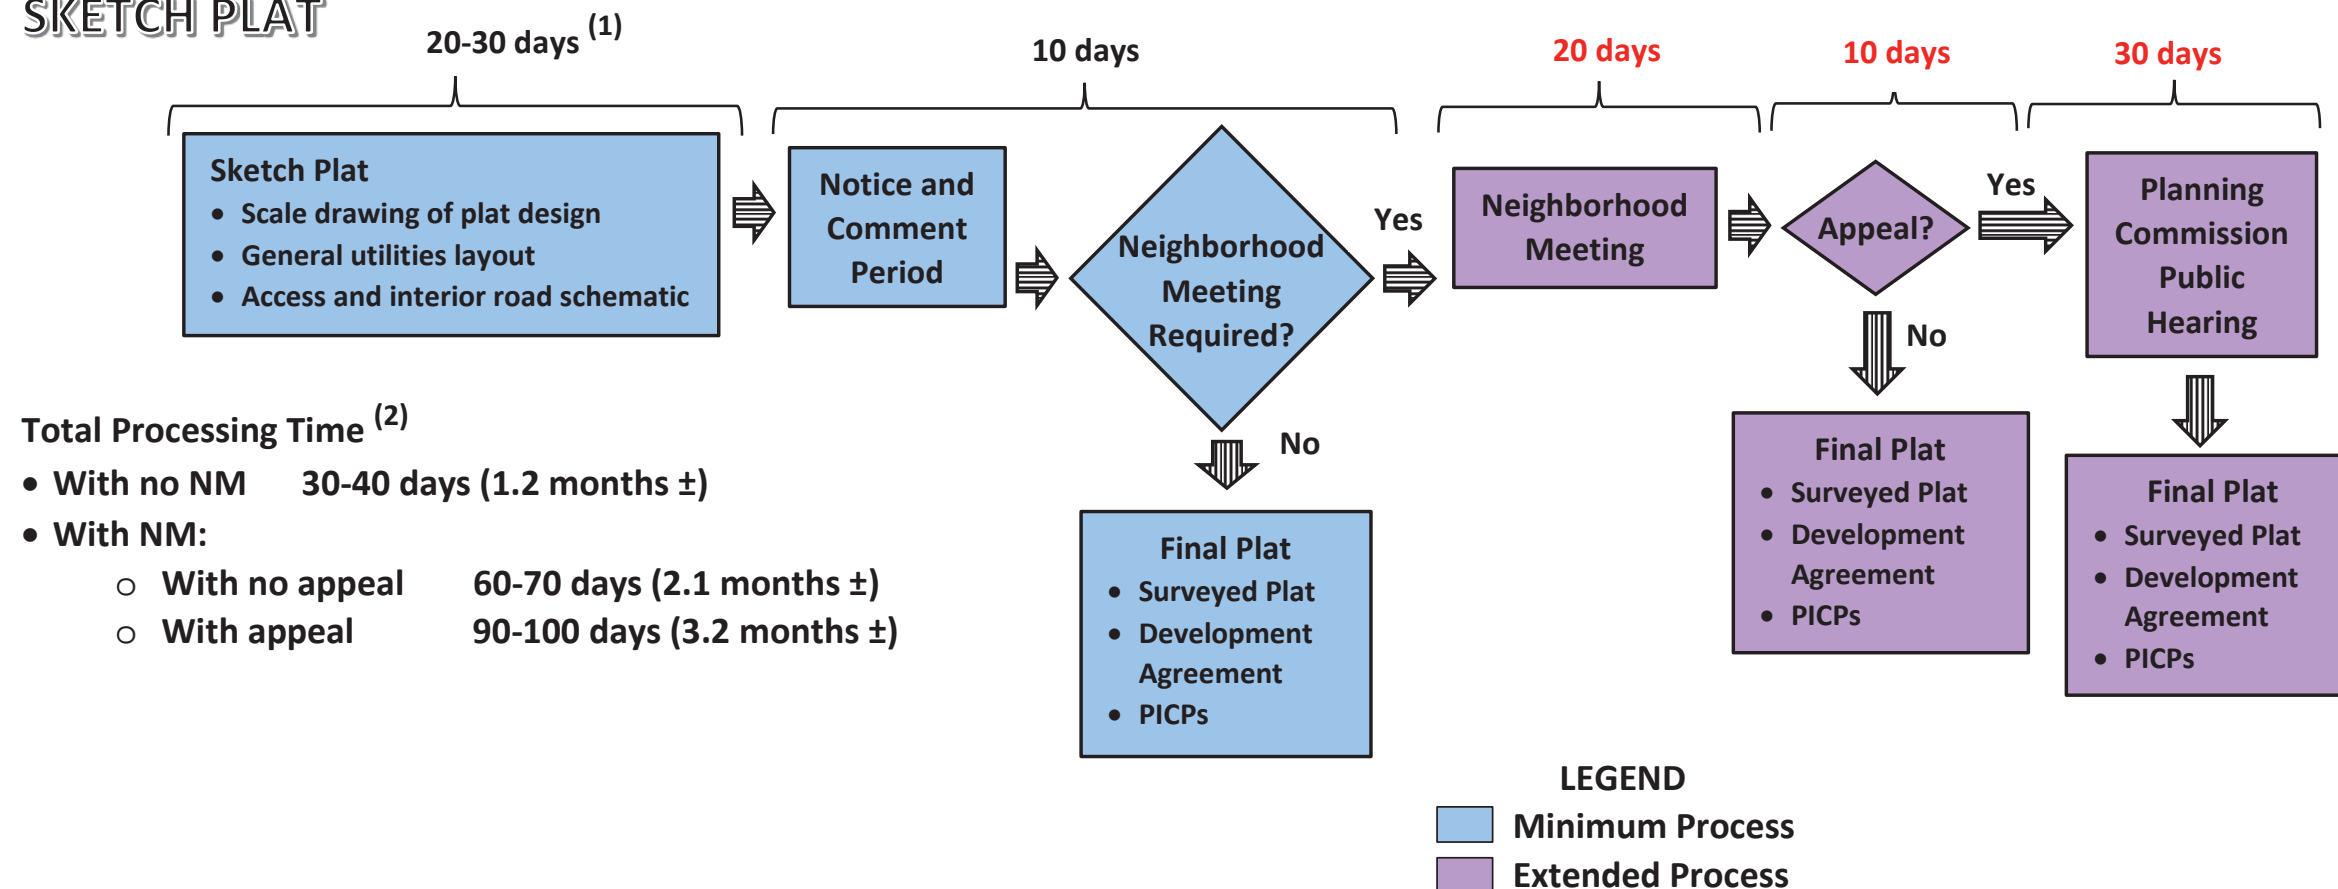 SKETCH PLAT
20-30 days (1)
10 days
20 days
10 days
30 days
Sketch Plat
• Scale drawing of plat design
• General utilities layout
• Access and interior road schematic
Notice and
Comment
Period
Neighborhood
Meeting
Required?
Yes
No
Neighborhood
Meeting
Appeal?
Yes
No
Planning
Commission
Public
Hearing
Total Processing Time (2)
• With no NM 30-40 days (1.2 months ±)
• With NM:
o With no appeal 60-70 days (2.1 months ±)
o With appeal 90-100 days (3.2 months ±)
Final Plat
• Surveyed Plat
• Development
Agreement
• PICPs
Final Plat
• Surveyed Plat
• Development
Agreement
• PICPs
Final Plat
• Surveyed Plat
• Development
Agreement
• PICPs
LEGEND
Minimum Process
Extended Process